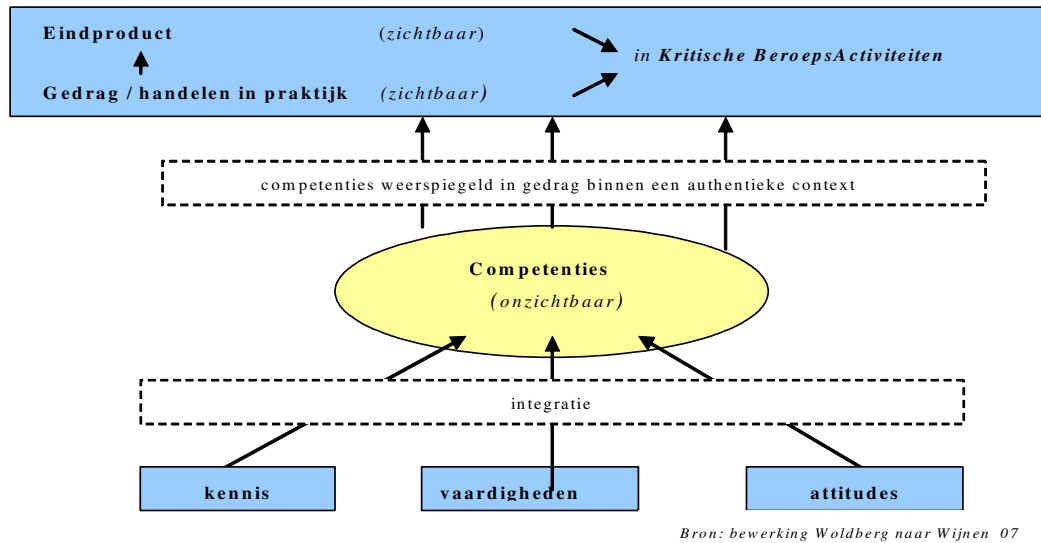 Eindproduct (zichtbaar)
in Kritische BeroepsActiviteiten
Gedrag / handelen in praktijk (zichtbaar)
competenties weerspiegeld in gedrag binnen een authentieke context
Competenties
(onzichtbaar)
integratie
kennis vaardigheden attitudes
Bron: bewerking Woldberg naar Wijnen 07